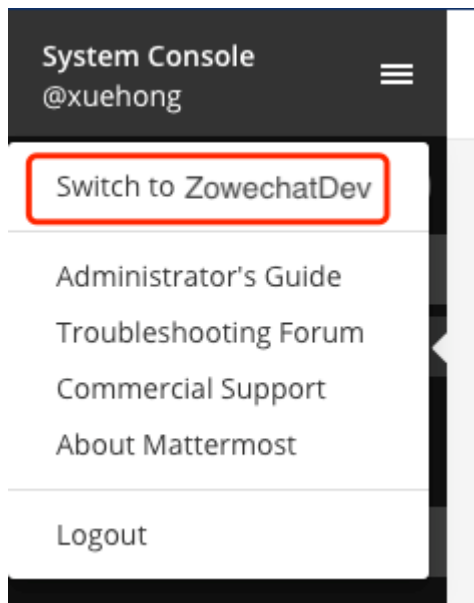 System Console
@xuehong
Switch to ZowechatDev
Administrator's Guide
Troubleshooting Forum
Commercial Support
About Mattermost
Logout